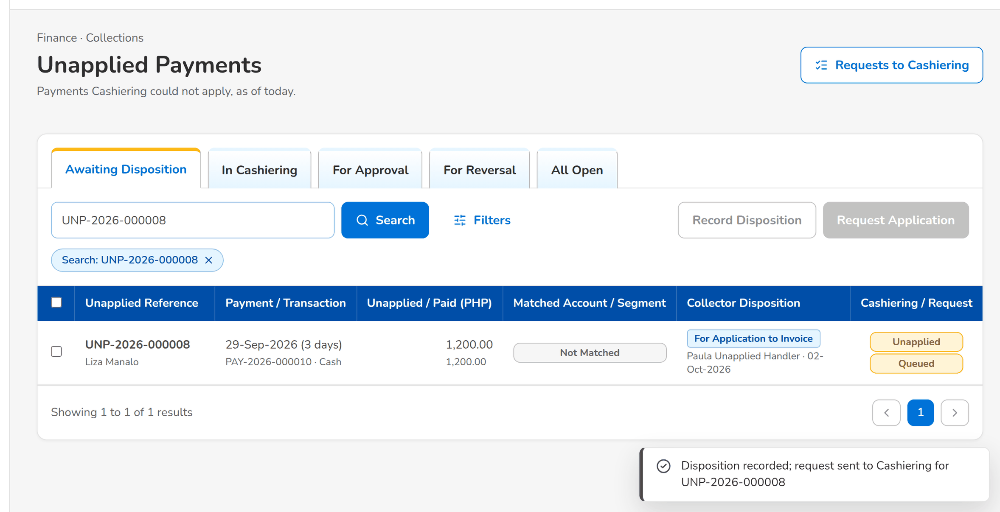 Finance · Collections
Unapplied Payments
Payments Cashiering could not apply, as of today.
Requests to Cashiering
Awaiting Disposition
In Cashiering
For Approval
For Reversal
All Open
UNP-2026-000008
Search
Filters
Record Disposition
Request Application
Search: UNP-2026-000008
Unapplied Reference
Payment / Transaction
Unapplied / Paid (PHP)
Matched Account / Segment
Collector Disposition
Cashiering / Request
UNP-2026-000008
Liza Manalo
29-Sep-2026 (3 days)
PAY-2026-000010 · Cash
1,200.00
1,200.00
Not Matched
For Application to Invoice
Paula Unapplied Handler · 02-
Oct-2026
Unapplied
Queued
Showing 1 to 1 of 1 results
1
Disposition recorded; request sent to Cashiering for
UNP-2026-000008